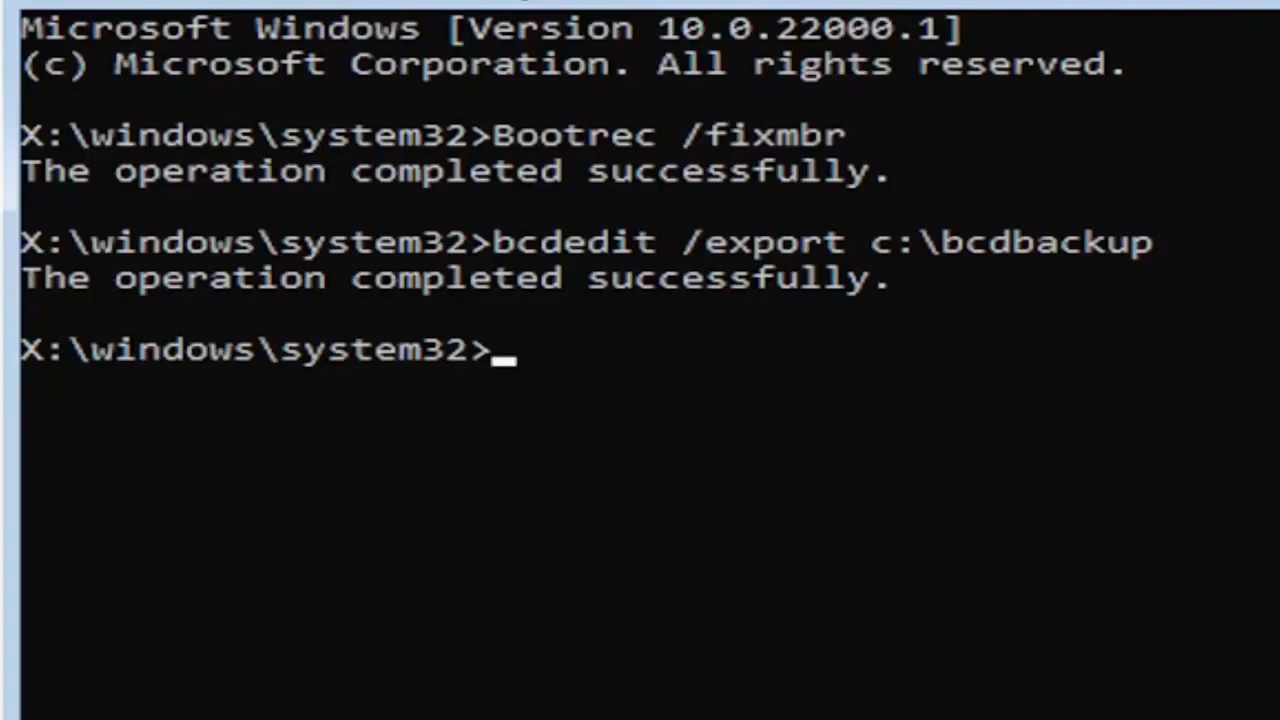 Microsoft Windows [Version 10.0.22000.1]
(c) Microsoft Corporation. All rights reserved.
X:\windows\system32>Bootrec /fixmbr
The operation completed successfully.
X:\windows\system32>bcdedit /export c:\bcdbackup
The operation completed successfully.
X:\windows\system32>